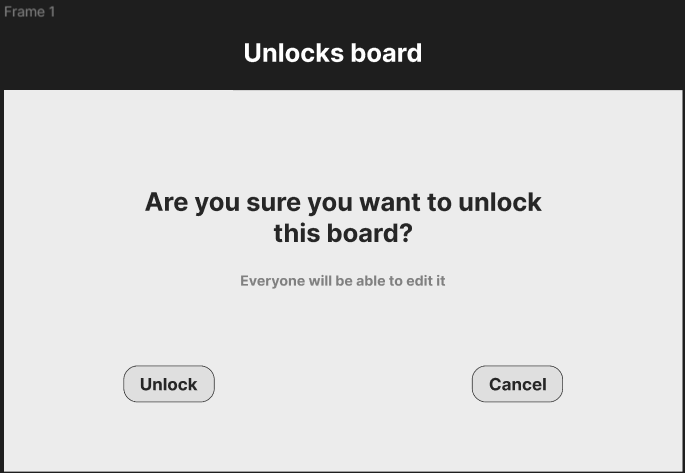 Frame 1
Unlocks board
Are you sure you want to unlock
this board?
Everyone will be able to edit it
Unlock
Cancel